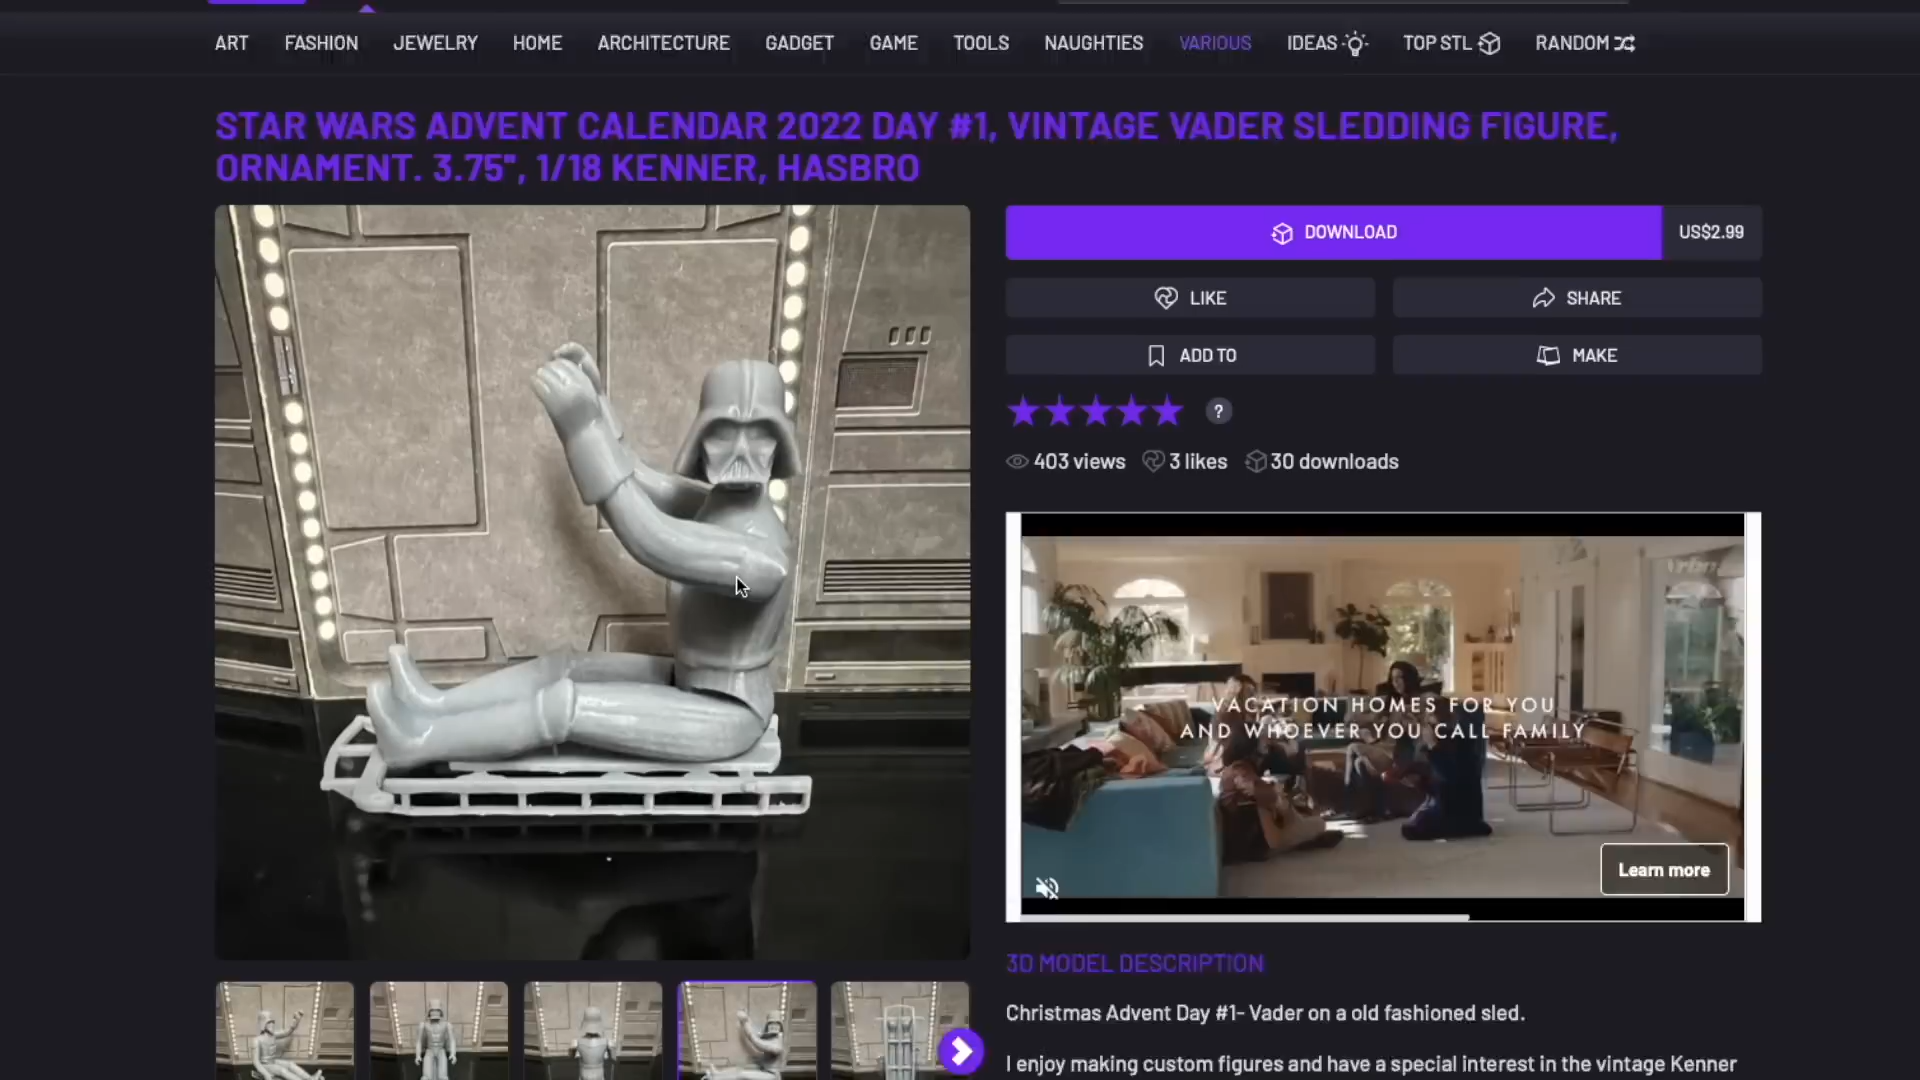 ART FASHION JEWELRY HOME ARCHITECTURE GADGET GAME TOOLS NAUGHTIES VARIOUS IDEAS TOP STL RANDOM
STAR WARS ADVENT CALENDAR 2022 DAY #1, VINTAGE VADER SLEDDING FIGURE,
ORNAMENT. 3.75", 1/18 KENNER, HASBRO
DOWNLOAD US$2.99
LIKE SHARE
ADD TO MAKE
?
403 views 3 likes 30 downloads
Vrbo
VACATION HOMES FOR YOU
AND WHOEVER YOU CALL FAMILY
Learn more
3D MODEL DESCRIPTION
Christmas Advent Day #1- Vader on a old fashioned sled.
I enjoy making custom figures and have a special interest in the vintage Kenner